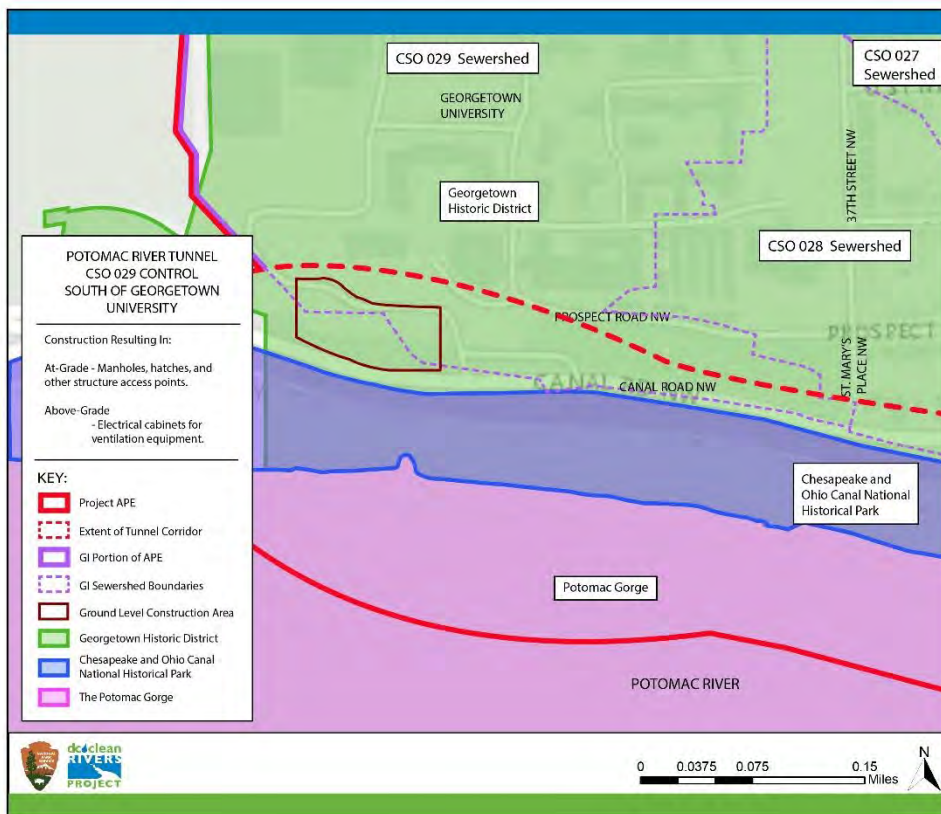 CSO 029 Sewershed
CSO 027
Sewershed
GEORGETOWN
UNIVERSITY
37TH STREET NW
Georgetown
Historic District
CSO 028 Sewershed
POTOMAC RIVER TUNNEL
CSO 029 CONTROL
SOUTH OF GEORGETOWN
UNIVERSITY
Construction Resulting In:
At-Grade - Manholes, hatches, and
other structure access points.
Above-Grade
- Electrical cabinets for
ventilation equipment.
KEY:
Project APE
Extent of Tunnel Corridor
GI Portion of APE
GI Sewershed Boundaries
Ground Level Construction Area
Georgetown Historic District
Chesapeake and Ohio Canal
National Historical Park
The Potomac Gorge
PROSPECT ROAD NW
PROSPECT
ST. MARY'S
PLACE NW
CANAL ROAD NW
CANAL
Chesapeake and
Ohio Canal National
Historical Park
Potomac Gorge
POTOMAC RIVER
dc clean
RIVERS
PROJECT
0 0.0375 0.075 0.15
Miles
N